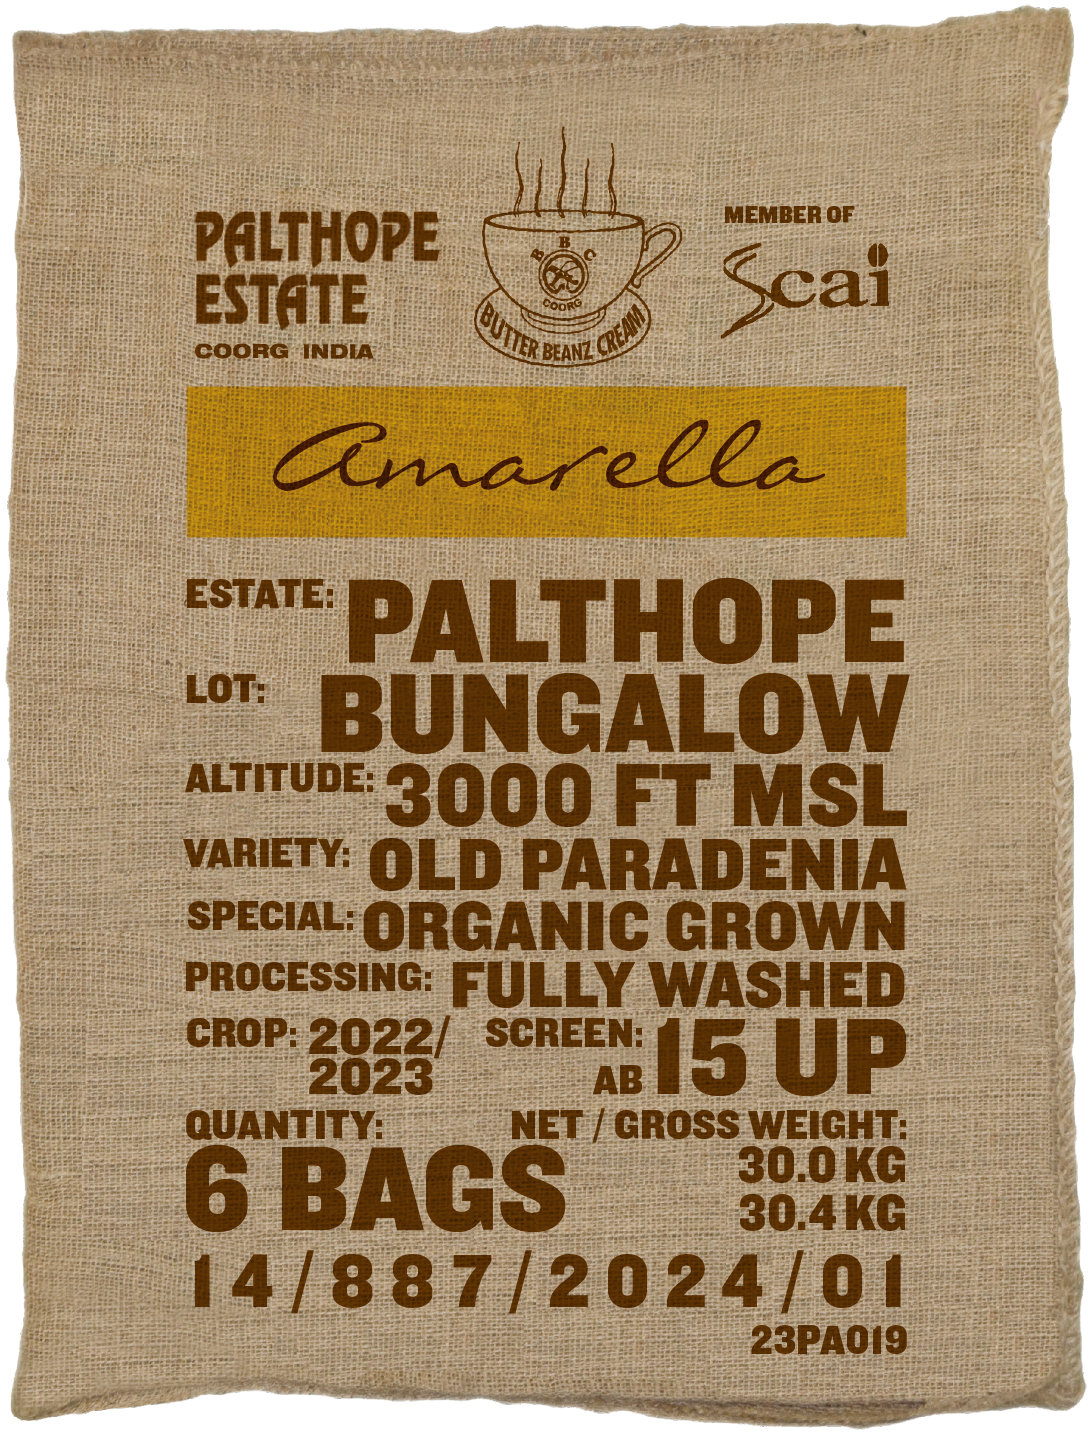 PALTHOPE
ESTATE
COORG INDIA
B B C
COORG
BUTTER BEANZ CREAM
MEMBER OF
Scai
Amarella
ESTATE: PALTHOPE
LOT: BUNGALOW
ALTITUDE: 3000 FT MSL
VARIETY: OLD PARADENIA
SPECIAL: ORGANIC GROWN
PROCESSING: FULLY WASHED
CROP: 2022/
2023
SCREEN:
AB 15 UP
QUANTITY:
6 BAGS
NET / GROSS WEIGHT:
30.0 KG
30.4 KG
14/887/2024/01
23PA019